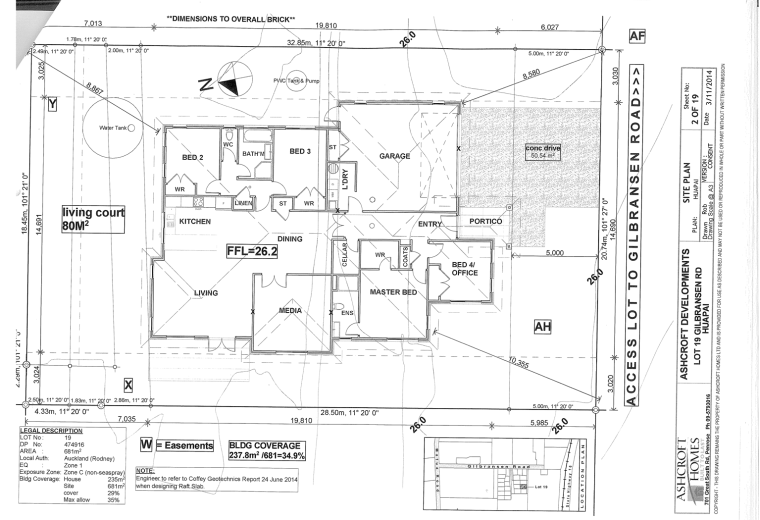 **DIMENSIONS TO OVERALL BRICK**
7,013
19,810
6,027
1.78m, 11° 20' 0"
32.85m, 11° 20' 0"
26.0
AF
2.49m, 11° 20' 0"
2.00m, 11° 20' 0"
5.00m, 11° 20' 0"
3,025
3,030
8,667
8,580
N
PIWC Tank & Pump
Y
Water Tank
WC
BATH'M
BED 2
BED 3
ST
GARAGE
conc drive
50.54 m²
WR
LINEN
ST
WR
L'DRY
living court
80M²
KITCHEN
DINING
ENTRY
PORTICO
FFL=26.2
CELLAR
WR
COATS
BED 4/
OFFICE
5,000
LIVING
MEDIA
MASTER BED
ENS
26.0
AH
18.45m, 101° 21' 0"
14,691
14,690
20.74m, 101° 27' 0"
10,355
2.29m, 101° 21' 0"
3,024
3,020
X
2.50m, 11° 20' 0"
1.83m, 11° 20' 0"
2.86m, 11° 20' 0"
5.00m, 11° 20' 0"
4.33m, 11° 20' 0"
28.50m, 11° 20' 0"
7,035
19,810
26.0
5,985
26.0
ACCESS LOT TO GILBRANSEN ROAD>>>
W = Easements
BLDG COVERAGE
237.8m² /681=34.9%
LEGAL DESCRIPTION
LOT No: 19
DP No: 474916
AREA : 681m²
Local Auth: Auckland (Rodney)
EQ Zone 1
Exposure Zone: Zone C (non-seaspray)
Bldg Coverage: House 235m²
Site 681m²
cover 29%
Max allow 35%
NOTE.
Engineer to refer to Coffey Geotechnics Report 24 June 2014
when designing Raft Slab.
Gilbransen Road
Lot 19
LOCATION PLAN
ASHCROFT
HOMES
781 Great South Rd, Penrose Ph 09-5793016
ASHCROFT DEVELOPMENTS
LOT 19 GILBRANSEN RD
HUAPAI
SITE PLAN
PLAN: HUAPAI
Drawn Rob
VERSION : CONSENT
Drawing Scale @ A3
Sheet No:
2 OF 19
Date 3/11/2014
COPYRIGHT - THIS DRAWING REMAINS THE PROPERTY OF ASHCROFT HOMES LTD AND IS PROVIDED FOR USE AS DESCRIBED AND MAY NOT BE USED OR REPRODUCED IN WHOLE OR PART WITHOUT WRITTEN PERMISSION